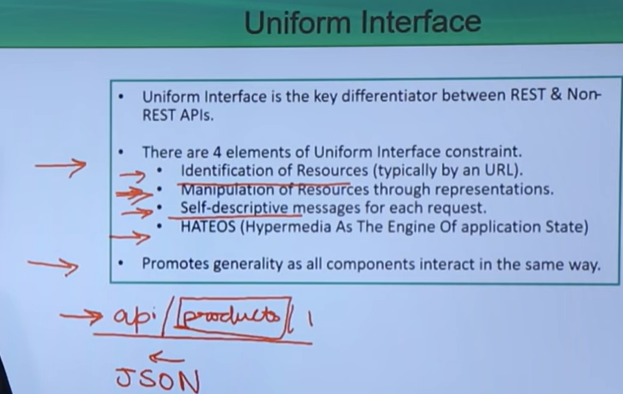 Uniform Interface
• Uniform Interface is the key differentiator between REST & Non-
REST APIs.
• There are 4 elements of Uniform Interface constraint.
• Identification of Resources (typically by an URL).
• Manipulation of Resources through representations.
• Self-descriptive messages for each request.
• HATEOS (Hypermedia As The Engine Of application State)
• Promotes generality as all components interact in the same way.
→ api/products/1
←
JSON